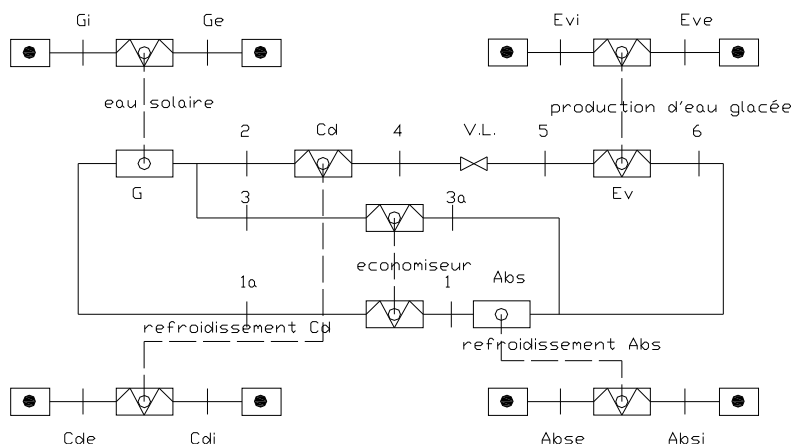 Gi Ge Evi Eve
eau solaire
production d'eau glacée
2 Cd 4 V.L. 5 6
G Ev
3 3a
economiseur
1a 1 Abs
refroidissement Cd
refroidissement Abs
Cde Cdi Abse Absi